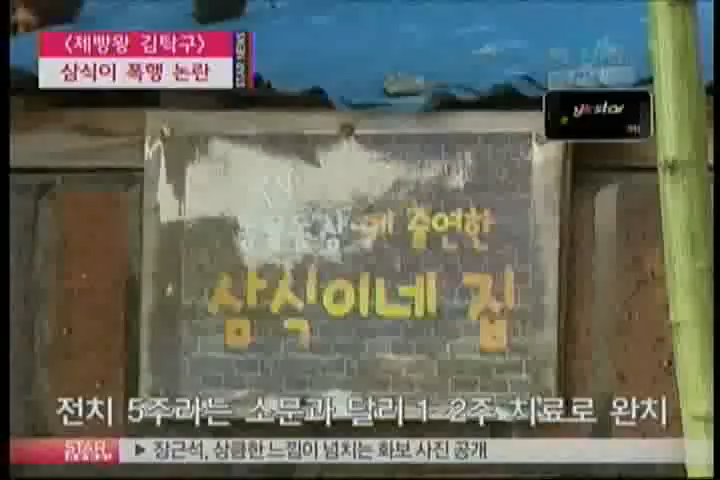 <제빵왕 김탁구>
삼식이 폭행 논란
STAR NEWS
y★star
출연한
삼식이네 집
전치 5주라는 소문과 달리 1~2주 치료로 완치
STAR
▶ 장근석, 상큼한 느낌이 넘치는 화보 사진 공개